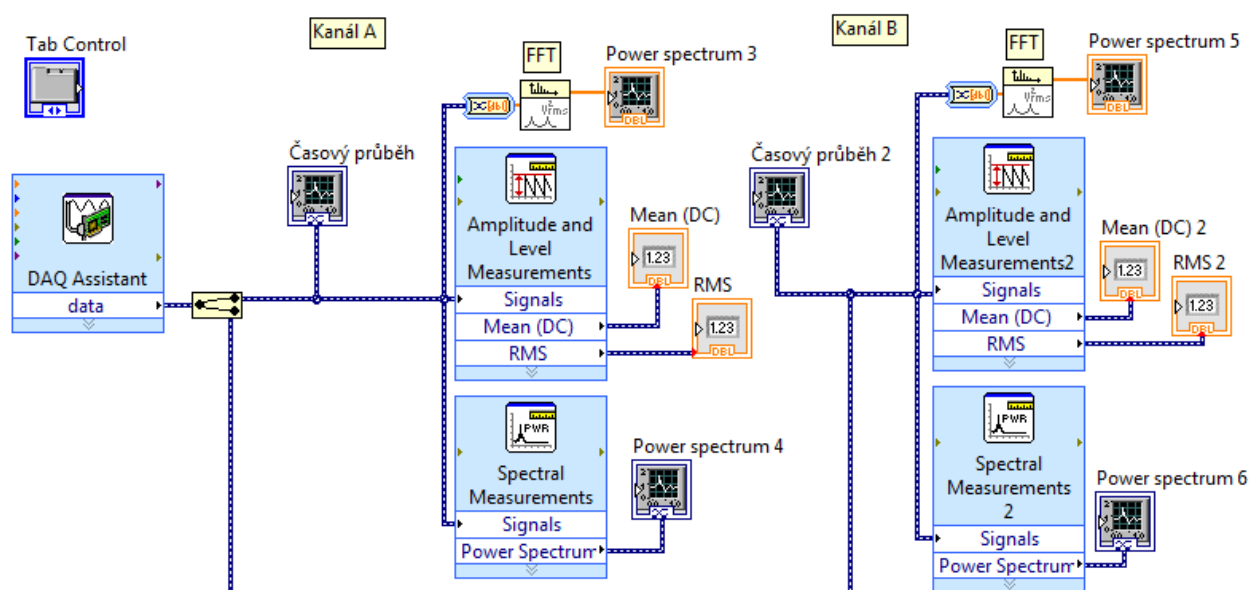 Tab Control
Kanál A
FFT
Power spectrum 3
Kanál B
FFT
Power spectrum 5
V²rms
DBL
V²rms
DBL
Časový průběh
Časový průběh 2
Amplitude and
Level
Measurements
Signals
Mean (DC)
RMS
Mean (DC)
1.23
DBL
RMS
1.23
DBL
Amplitude and
Level
Measurements2
Signals
Mean (DC)
RMS
Mean (DC) 2
1.23
DBL
RMS 2
1.23
DBL
DAQ Assistant
data
PWR
Spectral
Measurements
Signals
Power Spectrum
Power spectrum 4
PWR
Spectral
Measurements
2
Signals
Power Spectrum
Power spectrum 6